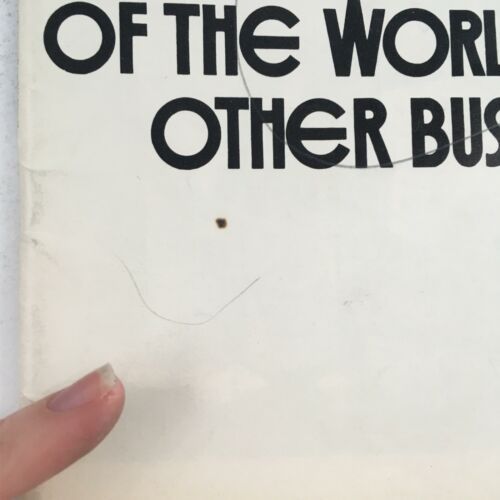 OF THE WORL
OTHER BUS